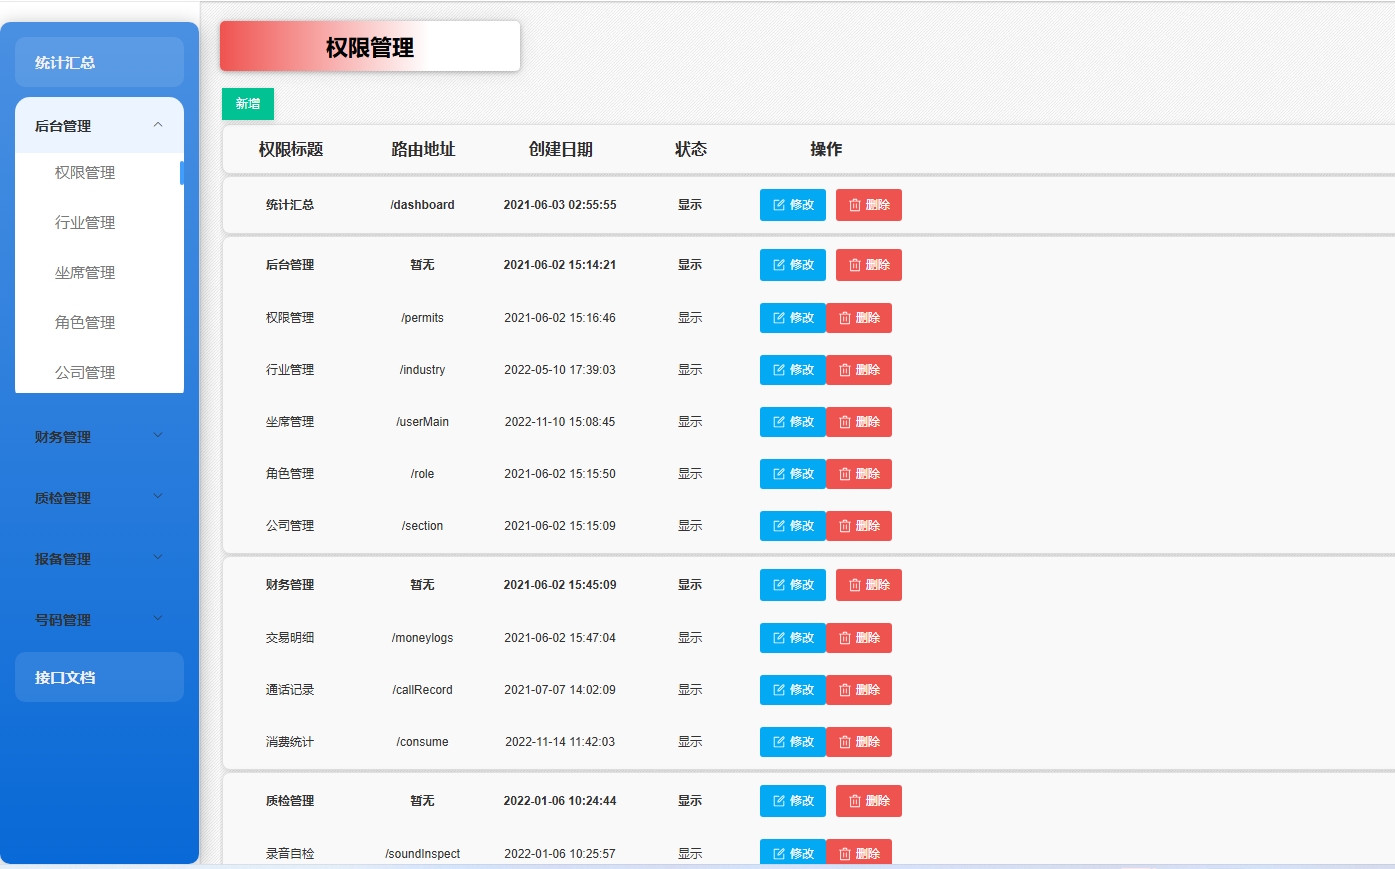 统计汇总
后台管理
权限管理
行业管理
坐席管理
角色管理
公司管理
财务管理
质检管理
报备管理
号码管理
接口文档
权限管理
新增
权限标题 路由地址 创建日期 状态 操作
统计汇总 /dashboard 2021-06-03 02:55:55 显示 修改 删除
后台管理 暂无 2021-06-02 15:14:21 显示 修改 删除
权限管理 /permits 2021-06-02 15:16:46 显示 修改 删除
行业管理 /industry 2022-05-10 17:39:03 显示 修改 删除
坐席管理 /userMain 2022-11-10 15:08:45 显示 修改 删除
角色管理 /role 2021-06-02 15:15:50 显示 修改 删除
公司管理 /section 2021-06-02 15:15:09 显示 修改 删除
财务管理 暂无 2021-06-02 15:45:09 显示 修改 删除
交易明细 /moneylogs 2021-06-02 15:47:04 显示 修改 删除
通话记录 /callRecord 2021-07-07 14:02:09 显示 修改 删除
消费统计 /consume 2022-11-14 11:42:03 显示 修改 删除
质检管理 暂无 2022-01-06 10:24:44 显示 修改 删除
录音自检 /soundInspect 2022-01-06 10:25:57 显示 修改 删除